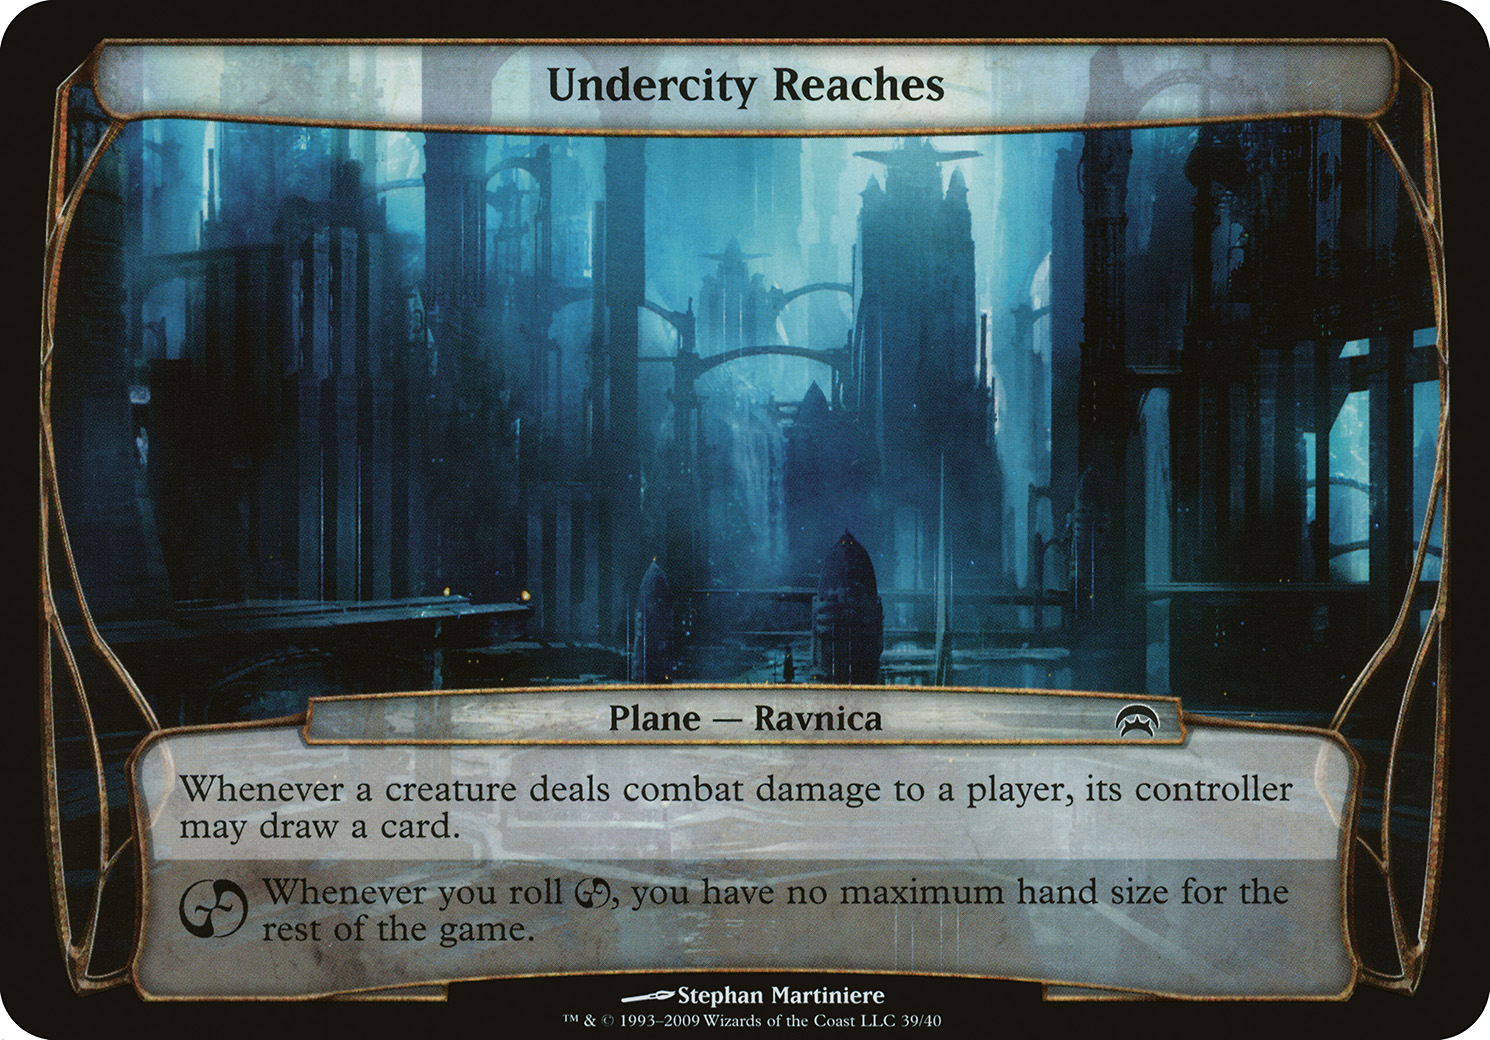 Undercity Reaches
Plane — Ravnica
Whenever a creature deals combat damage to a player, its controller
may draw a card.
Whenever you roll , you have no maximum hand size for the
rest of the game.
Stephan Martiniere
™ & © 1993–2009 Wizards of the Coast LLC 39/40